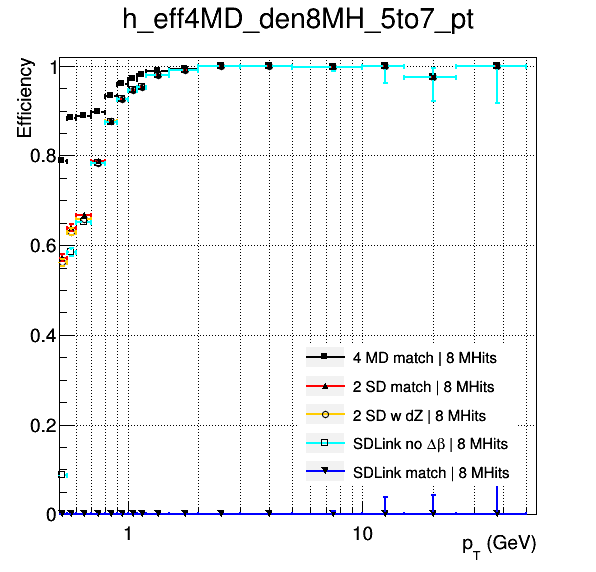 h_eff4MD_den8MH_5to7_pt
Efficiency
1
0.8
0.6
0.4
0.2
0
4 MD match | 8 MHits
2 SD match | 8 MHits
2 SD w dZ | 8 MHits
SDLink no Δβ | 8 MHits
SDLink match | 8 MHits
1 10
p_T (GeV)